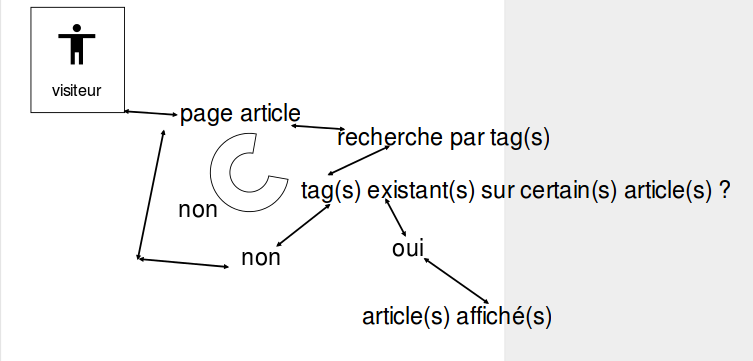 visiteur
page article
recherche par tag(s)
tag(s) existant(s) sur certain(s) article(s) ?
non
non
oui
article(s) affiché(s)